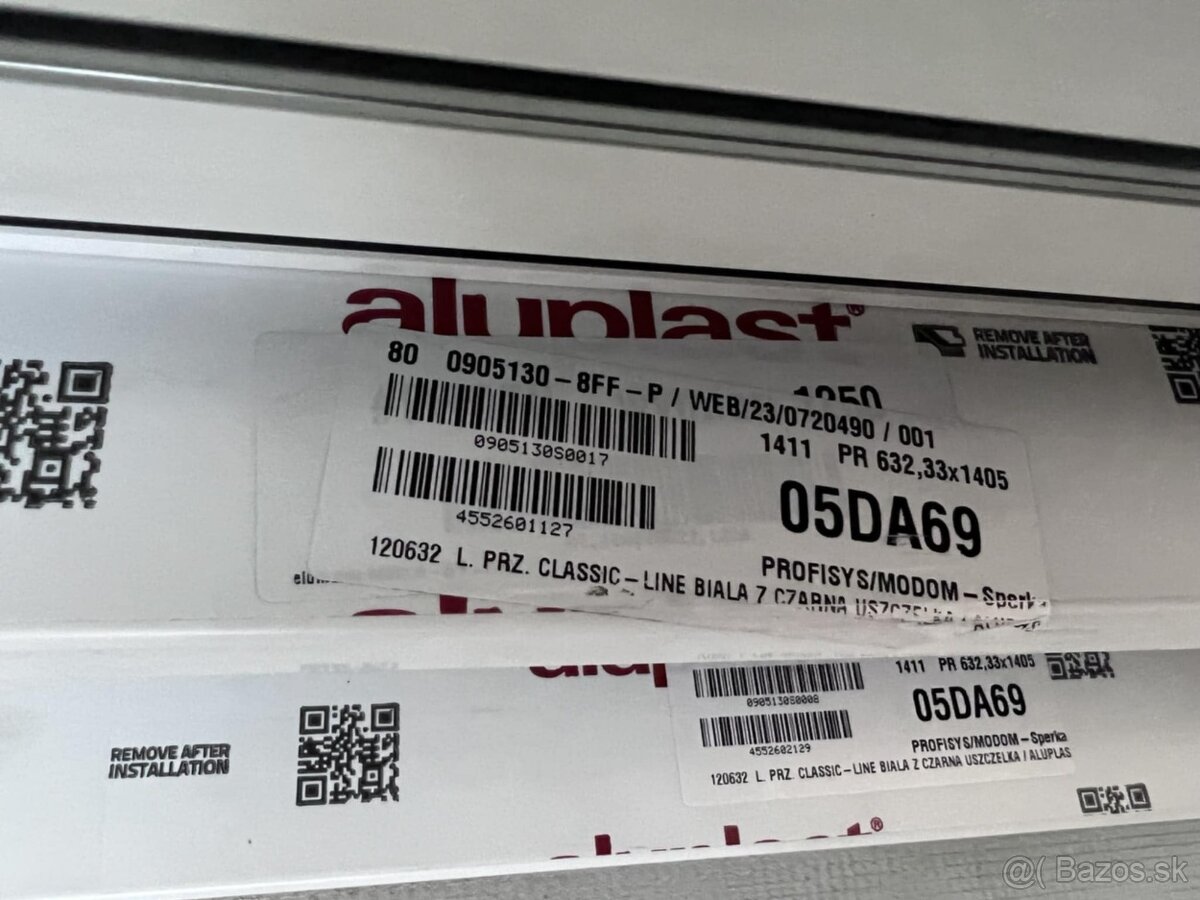 aluplast®
REMOVE AFTER
INSTALLATION
80 0905130-8FF-P / WEB/23/0720490 / 001
1411 PR 632,33x1405
0905130S0017
05DA69
4552601127
PROFISYS/MODOM-Sperka
120632 L. PRZ. CLASSIC-LINE BIALA Z CZARNA USZCZELKA / ALUP
1411 PR 632,33x1405
0905130S0008
05DA69
4552602129
PROFISYS/MODOM-Sperka
120632 L. PRZ. CLASSIC-LINE BIALA Z CZARNA USZCZELKA / ALUPLAS
REMOVE AFTER
INSTALLATION
aluplast®
@( Bazos.sk